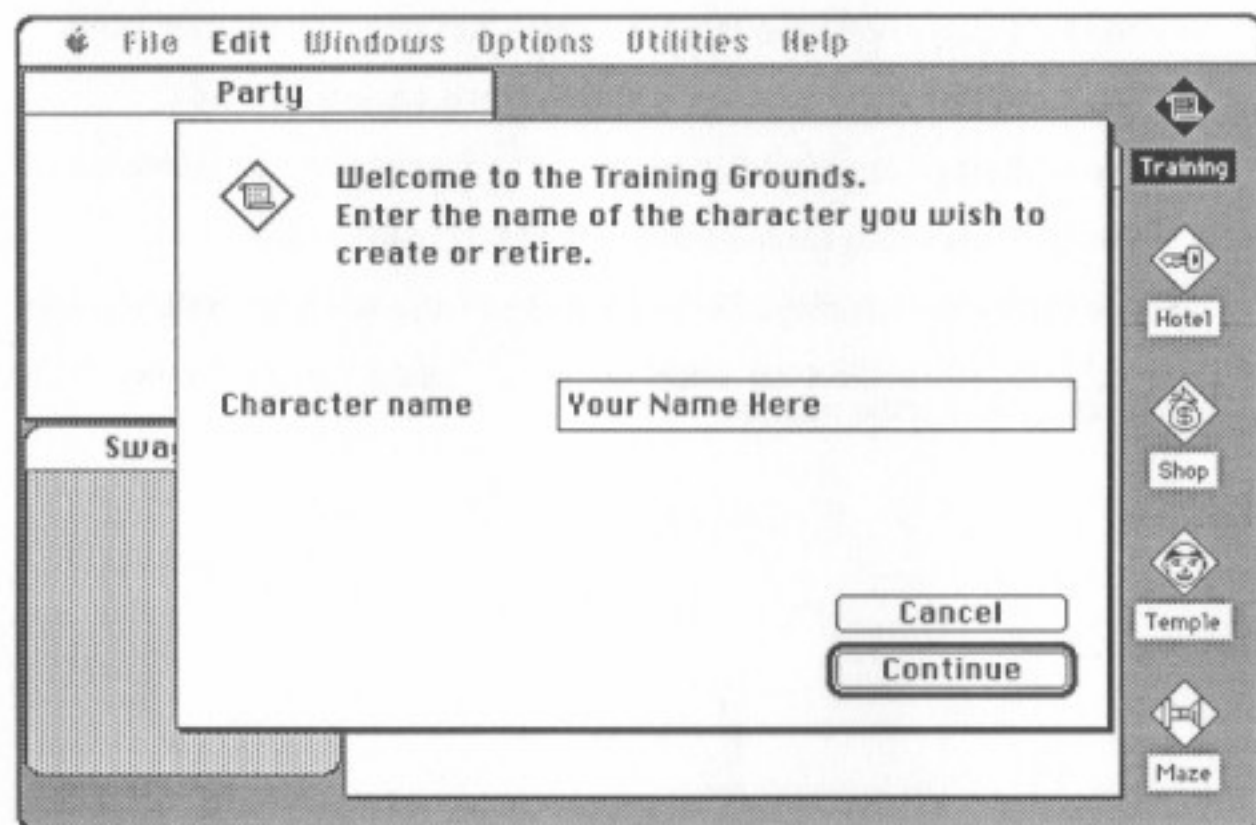 File Edit Windows Options Utilities Help
Party
Welcome to the Training Grounds.
Enter the name of the character you wish to
create or retire.
Character name Your Name Here
Swa
Cancel
Continue
Training
Hotel
Shop
Temple
Maze